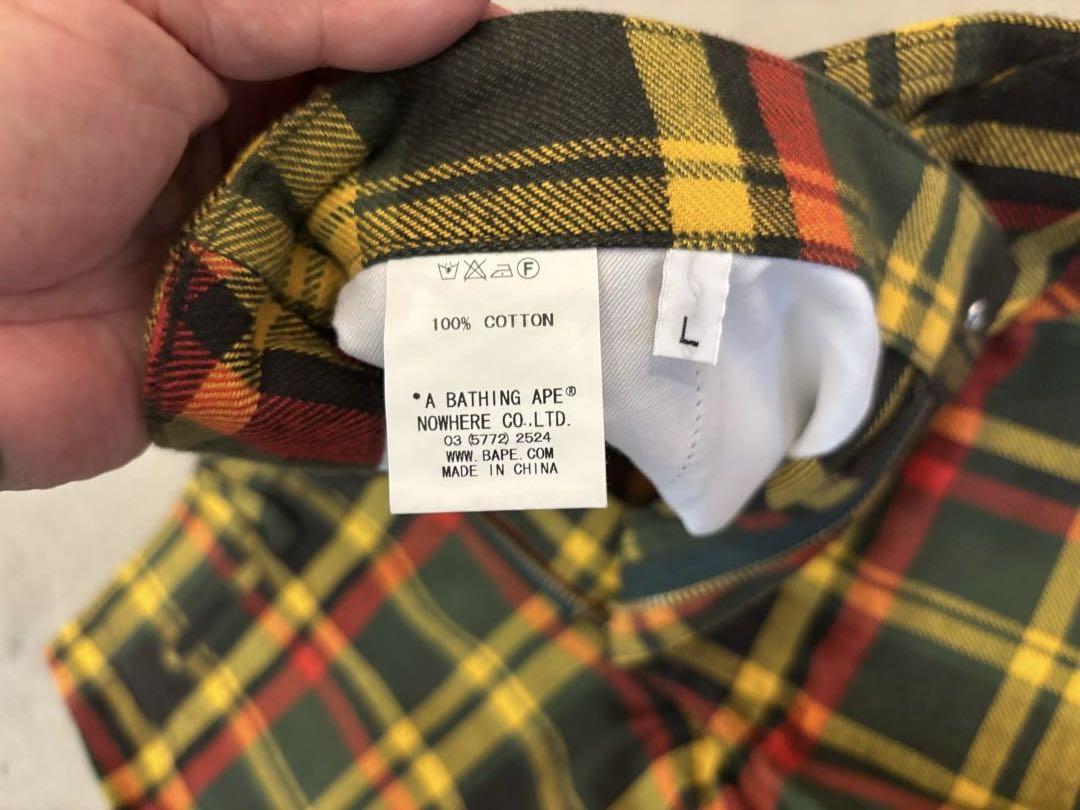 F
100% COTTON
*A BATHING APE®
NOWHERE CO.,LTD.
03 (5772) 2524
WWW. BAPE. COM
MADE IN CHINA
L